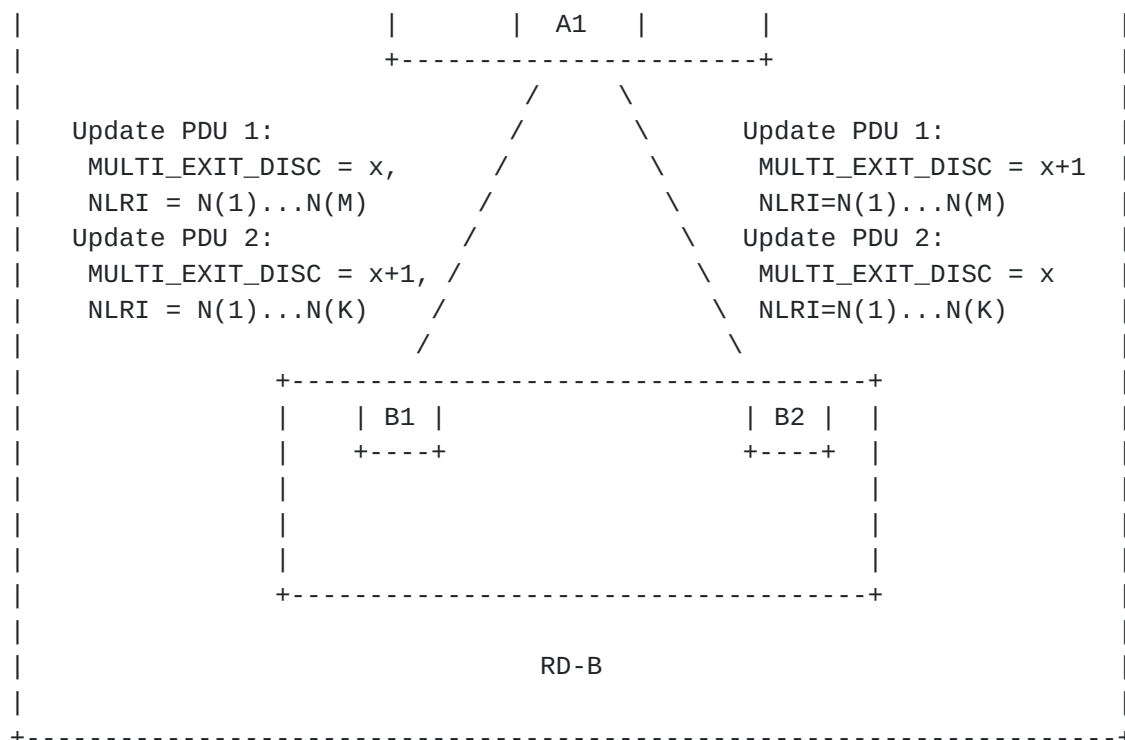 A1
Update PDU 1: Update PDU 1:
MULTI_EXIT_DISC = x, MULTI_EXIT_DISC = x+1
NLRI = N(1)...N(M) NLRI=N(1)...N(M)
Update PDU 2: Update PDU 2:
MULTI_EXIT_DISC = x+1, MULTI_EXIT_DISC = x
NLRI = N(1)...N(K) NLRI=N(1)...N(K)
B1 B2
RD-B